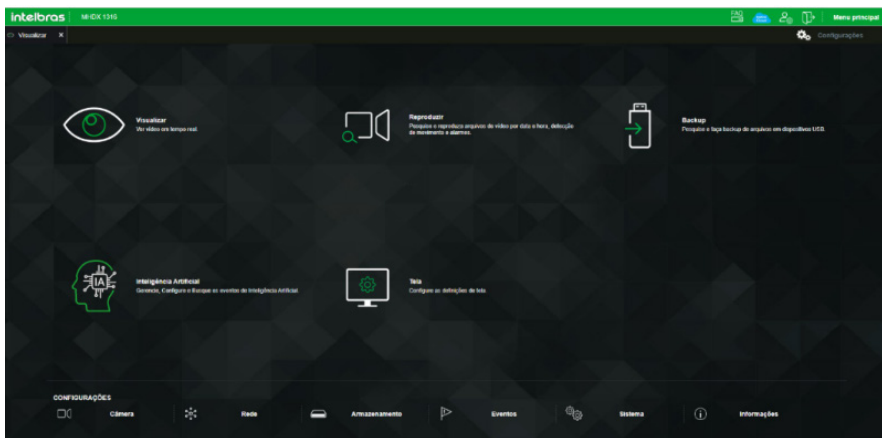 intelbras MHDX 1316 FAQ Menu principal
Visualizar X Configurações
Visualizar
Ver vídeo em tempo real.
Reproduzir
Pesquise e reproduza arquivos de vídeo por data e hora, detecção
de movimento e alarmes.
Backup
Pesquise e faça backup de arquivos em dispositivos USB.
IA
Inteligência Artificial
Gerencie, Configure e Busque os eventos de Inteligência Artificial.
Tela
Configure as definições de tela
CONFIGURAÇÕES
Câmera Rede Armazenamento Eventos Sistema Informações